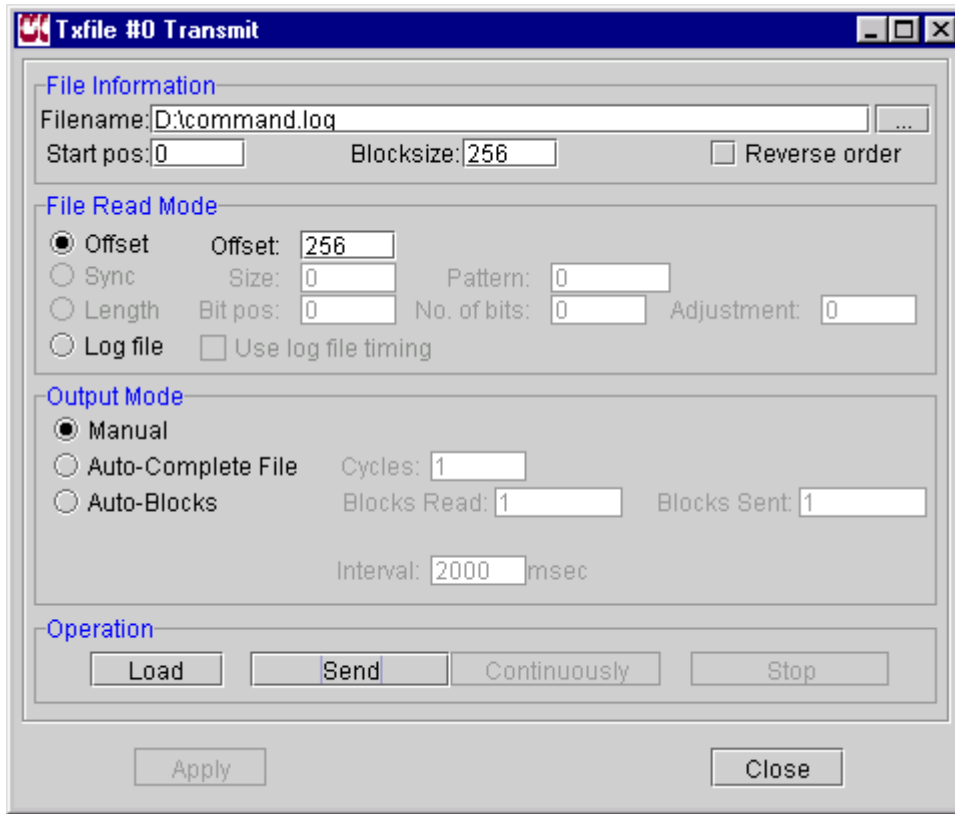 Txfile #0 Transmit
File Information
Filename: D:\command.log ...
Start pos: 0 Blocksize: 256 Reverse order
File Read Mode
Offset Offset: 256
Sync Size: 0 Pattern: 0
Length Bit pos: 0 No. of bits: 0 Adjustment: 0
Log file Use log file timing
Output Mode
Manual
Auto-Complete File Cycles: 1
Auto-Blocks Blocks Read: 1 Blocks Sent: 1
Interval: 2000 msec
Operation
Load Send Continuously Stop
Apply Close